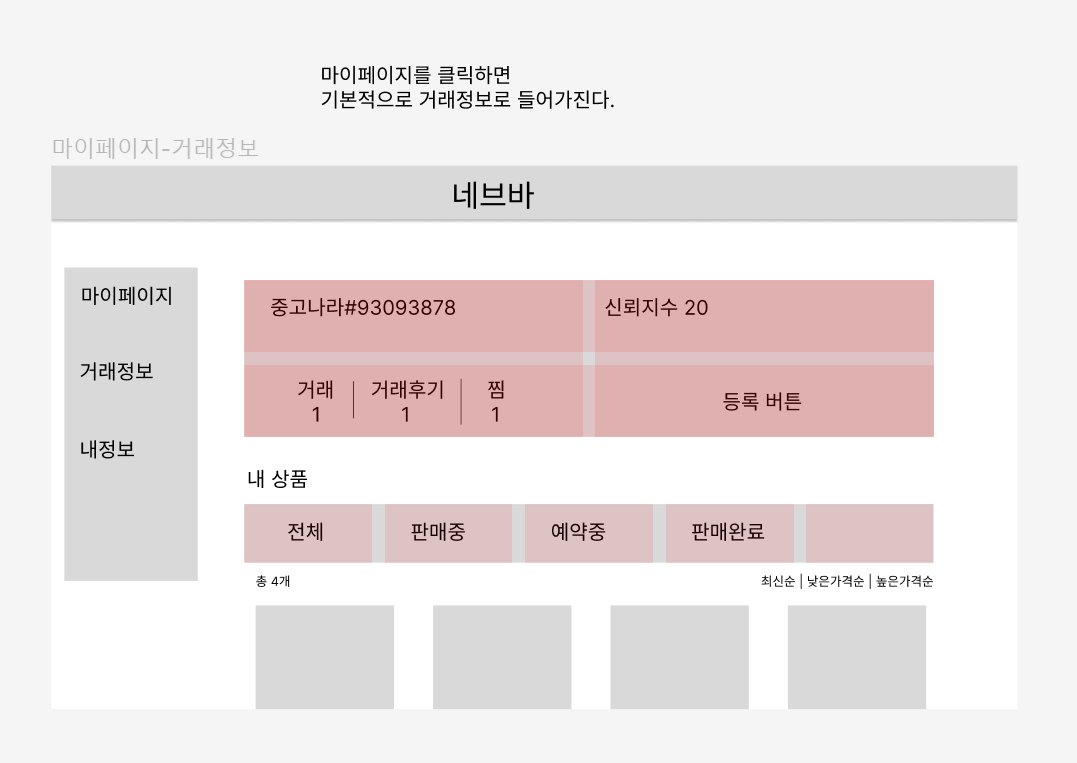 마이페이지를 클릭하면
기본적으로 거래정보로 들어가진다.
마이페이지-거래정보
네브바
마이페이지
거래정보
내정보
중고나라#93093878
신뢰지수 20
거래 | 거래후기 | 찜
1 1 1
등록 버튼
내 상품
전체 판매중 예약중 판매완료
총 4개
최신순 | 낮은가격순 | 높은가격순